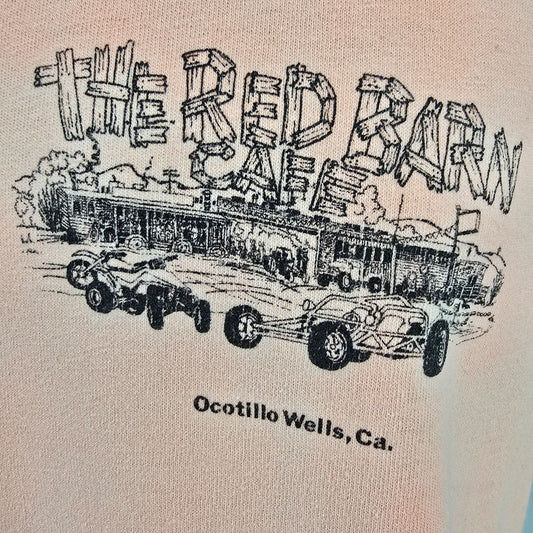 THE RED BARN
CAFE
Ocotillo Wells, Ca.